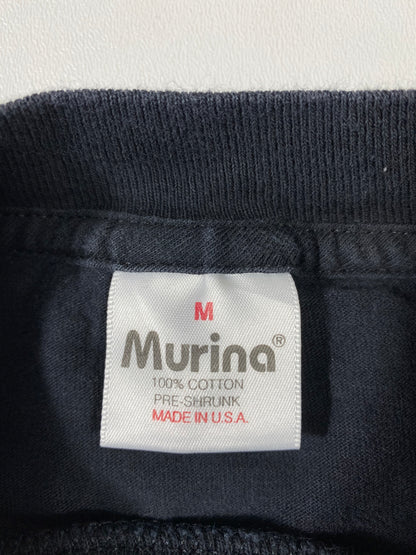 M
Murina®
100% COTTON
PRE-SHRUNK
MADE IN U.S.A.